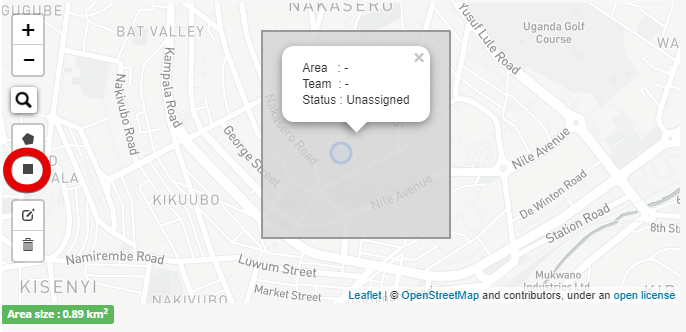 GUGUBE
NAKASERO
BAT VALLEY
Uganda Golf
Course
Yusuf Lule Road
Kampala Road
Nakivubo Road
George Street
Nakasero Road
+
−
×
Area : -
Team : -
Status : Unassigned
Nile Avenue
Nile Avenue
De Winton Road
Station Road
8th Str
ALA
KIKUUBO
Namirembe Road
Luwum Street
Market Street
KISENYI
NAKIVUBO
Mukwano
Industries Ltd
KIBUL
Leaflet | © OpenStreetMap and contributors, under an open license
Area size : 0.89 km²